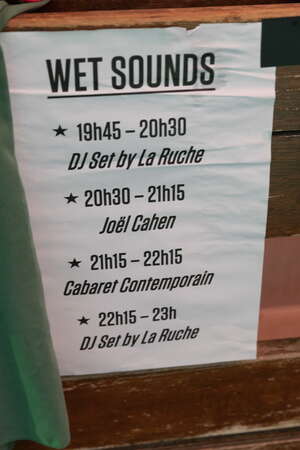 WET SOUNDS
★ 19h45 – 20h30
DJ Set by La Ruche
★ 20h30 – 21h15
Joël Cahen
★ 21h15 – 22h15
Cabaret Contemporain
★ 22h15 – 23h
DJ Set by La Ruche